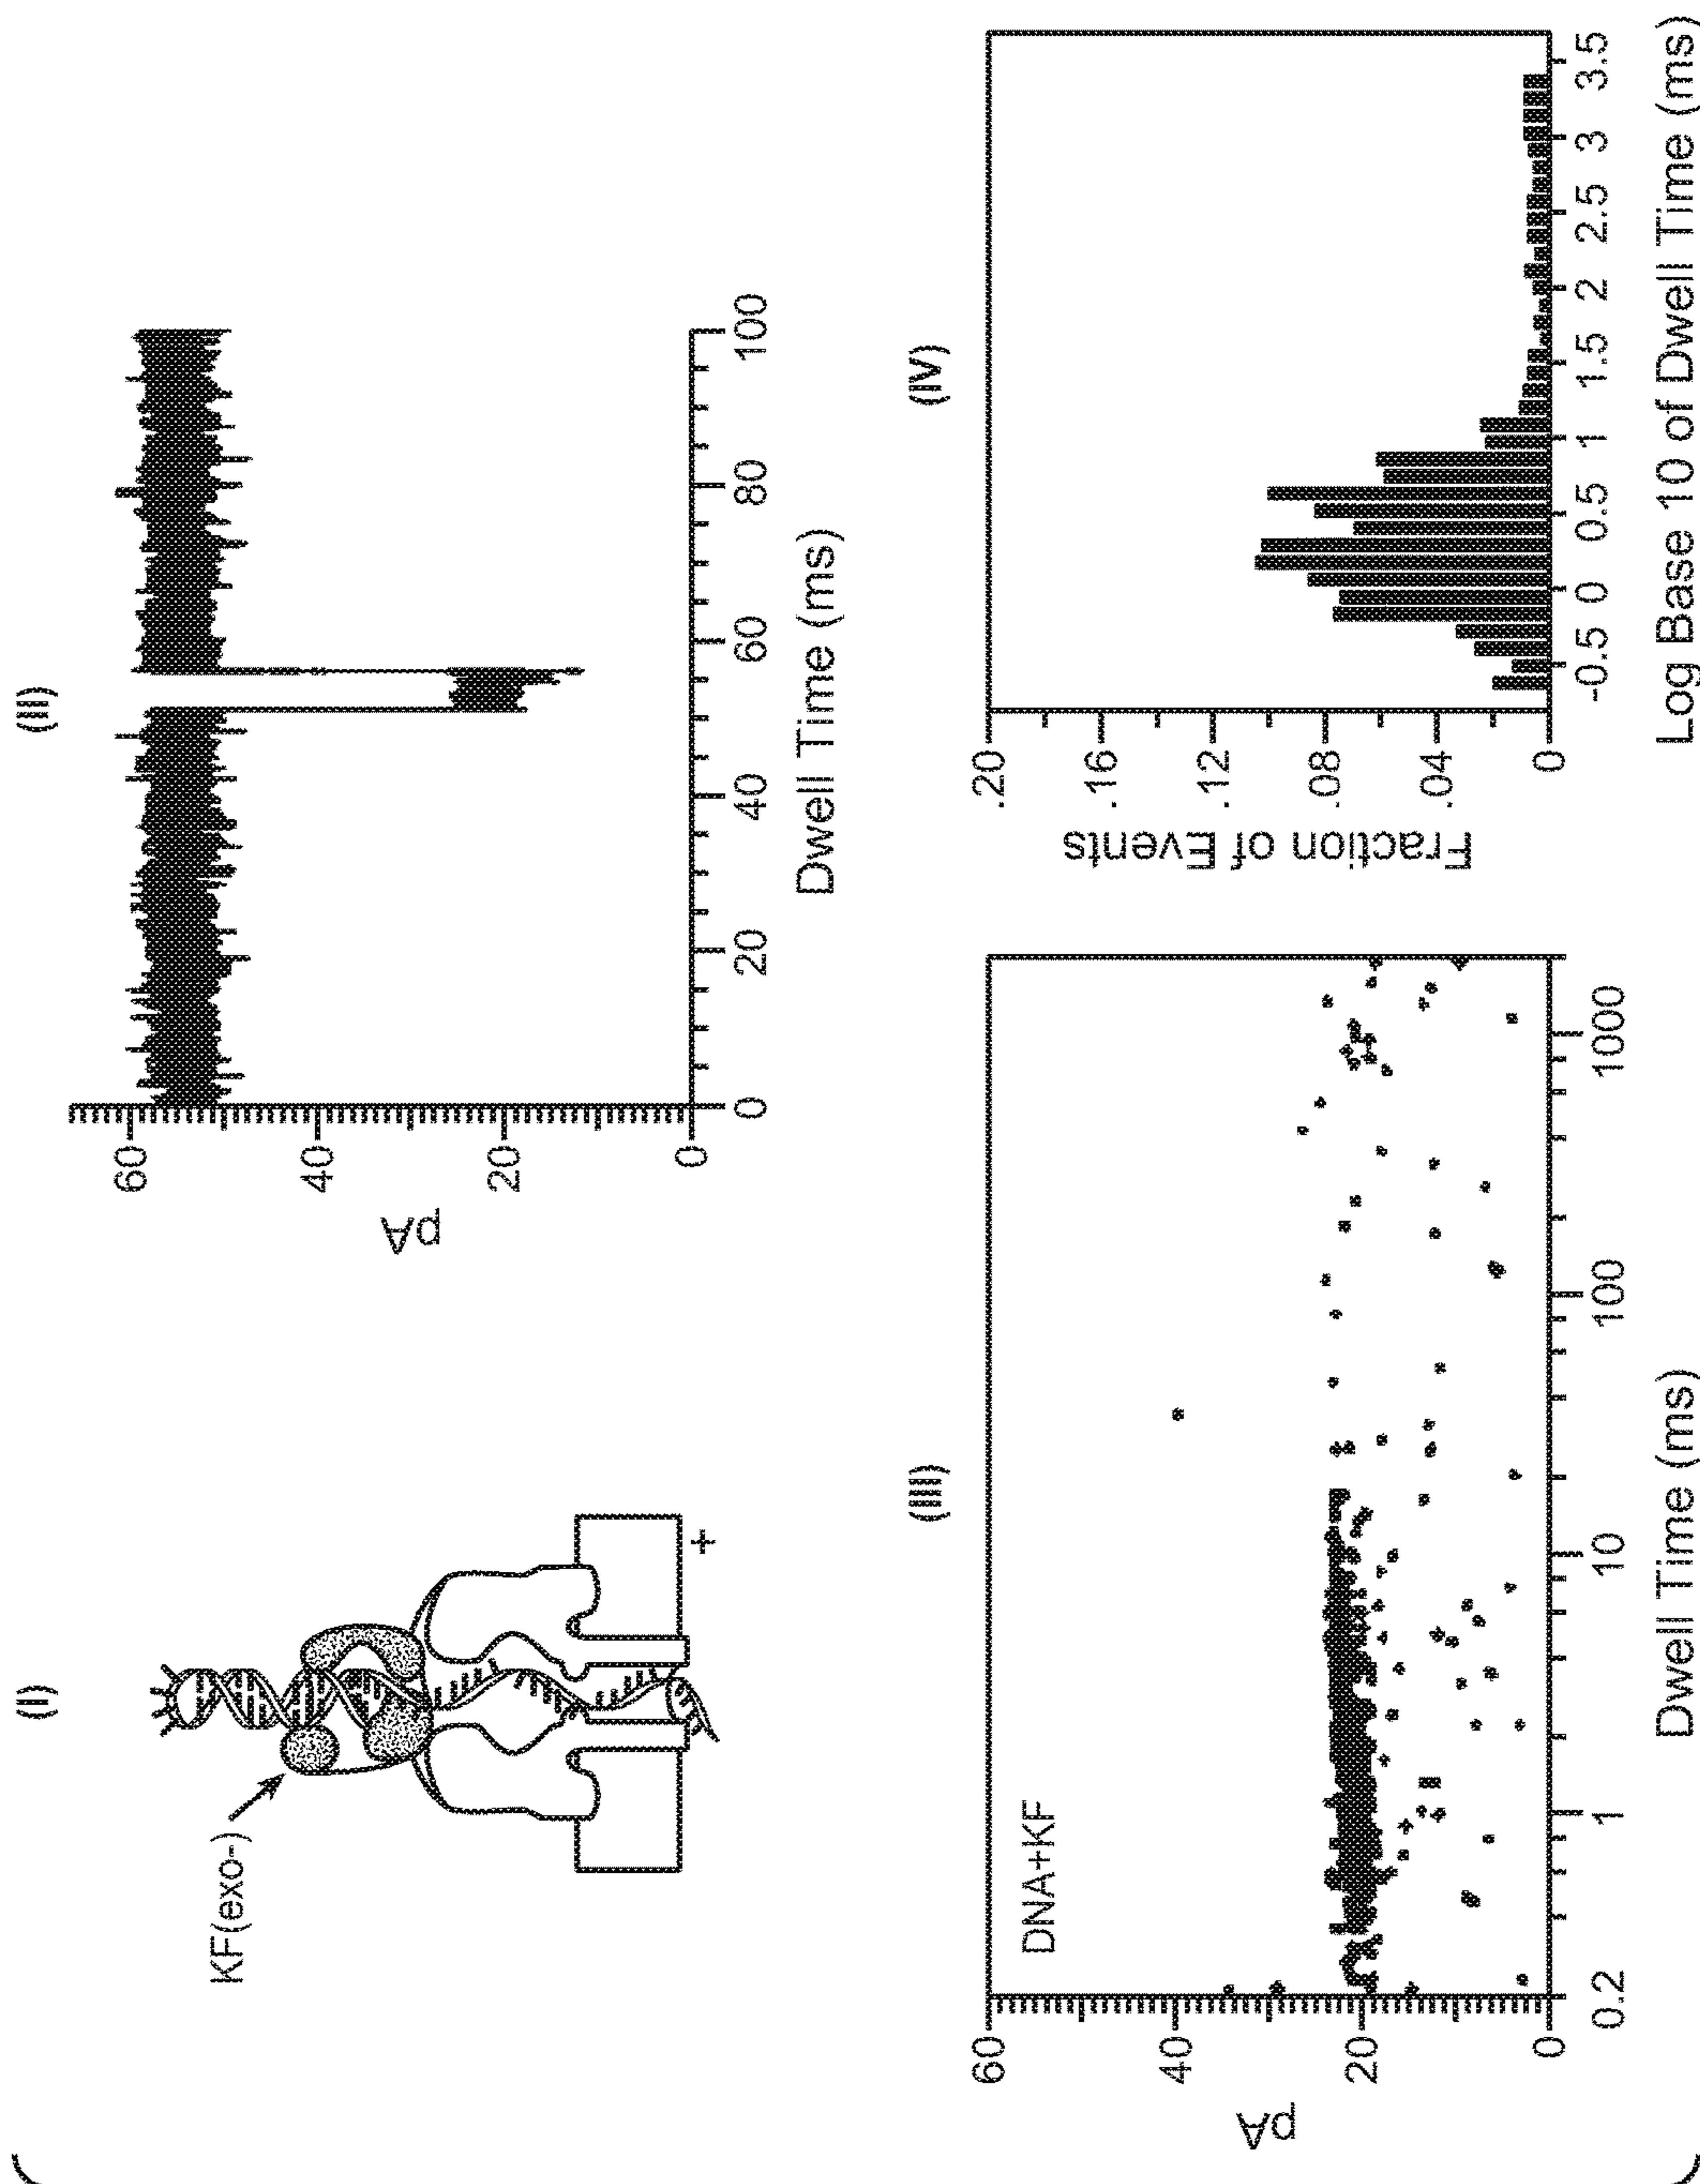 (I)
KF(exo-)
+
(II)
pA
60
40
20
0
0 20 40 60 80 100
Dwell Time (ms)
(III)
DNA+KF
pA
60
40
20
0
0.2 1 10 100 1000
Dwell Time (ms)
(IV)
Fraction of Events
.20
.16
.12
.08
.04
0
-0.5 0 0.5 1 1.5 2 2.5 3 3.5
Log Base 10 of Dwell Time (ms)